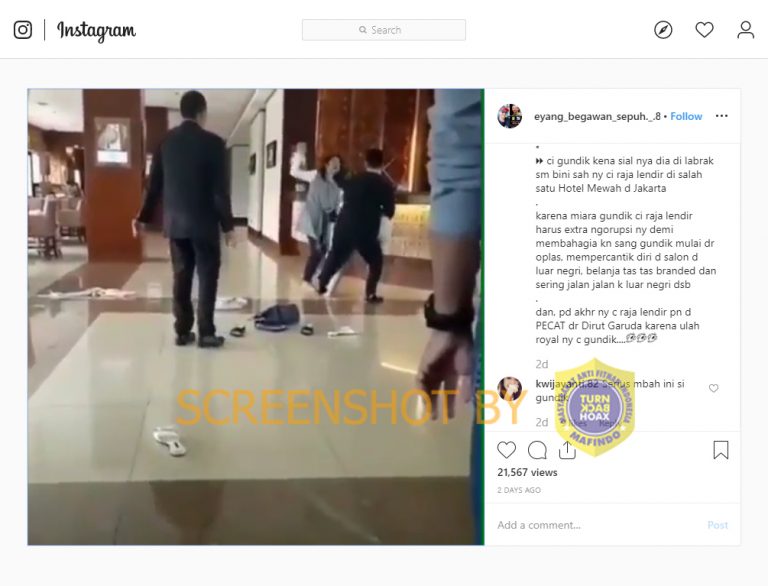 Instagram
Search
eyang_begawan_sepuh._.8 • Follow
ci gundik kena sial nya dia di labrak
sm bini sah ny ci raja lendir di salah
satu Hotel Mewah d Jakarta
.
karena miara gundik ci raja lendir
harus extra ngorupsi ny demi
membahagia kn sang gundik mulai dr
oplas, mempercantik diri d salon d
luar negri, belanja tas tas branded dan
sering jalan jalan k luar negri dsb
.
dan, pd akhr ny c raja lendir pn d
PECAT dr Dirut Garuda karena ulah
royal ny c gundik....
2d
kwijayanti.82 Serius mbah ini si
gundik
2d
Reply
21,567 views
2 DAYS AGO
Add a comment...
Post
SCREENSHOT BY
MASYARAKAT ANTI FITNAH INDONESIA
TURN
BACK
HOAX
MAFINDO